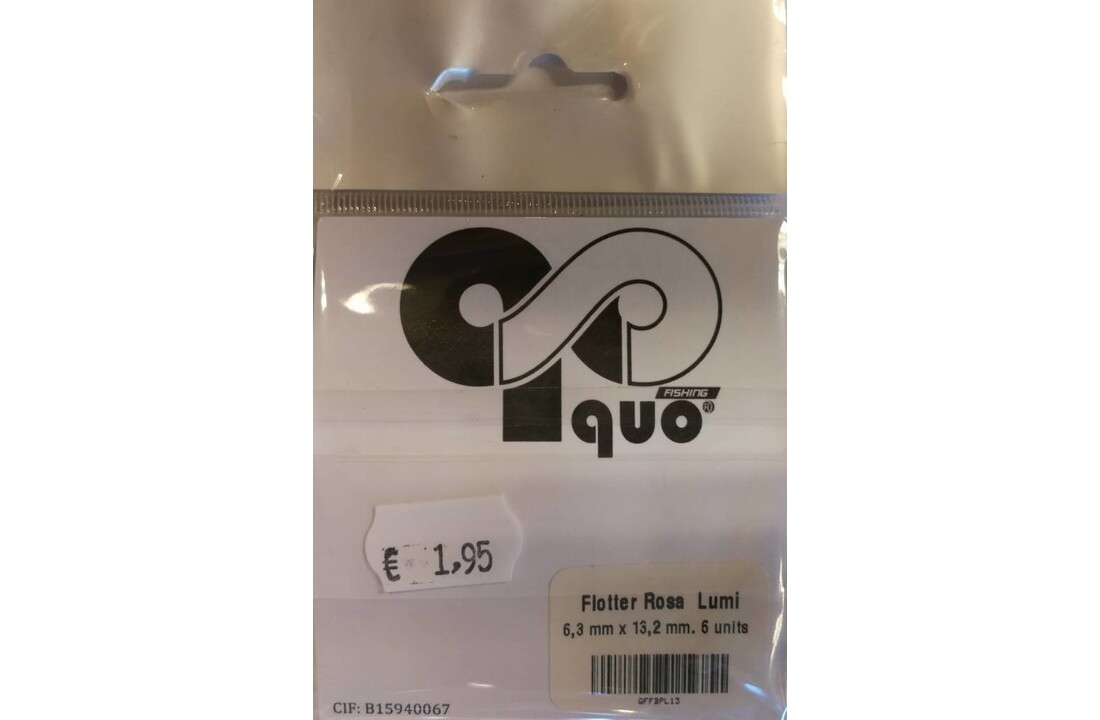 FISHING
quo®
€ 1,95
Flotter Rosa Lumi
6,3 mm x 13,2 mm. 6 units
QFFBPL13
CIF: B15940067